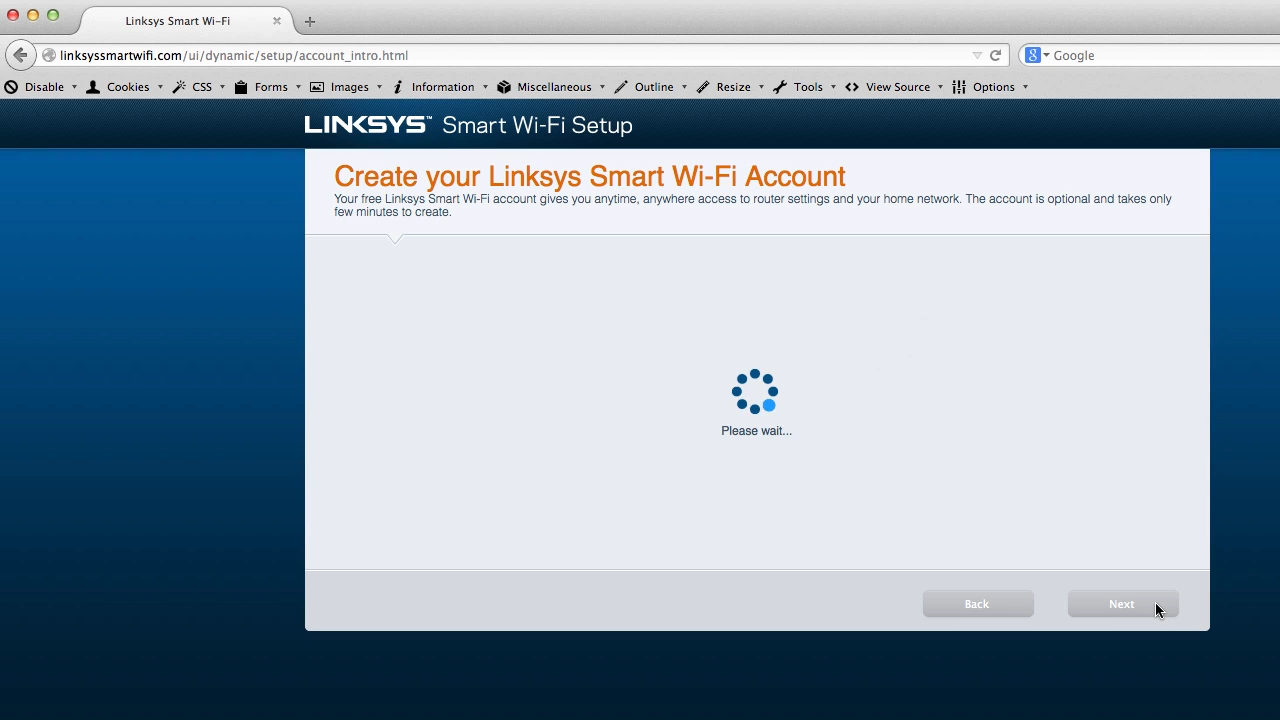 Linksys Smart Wi-Fi
linksyssmartwifi.com/ui/dynamic/setup/account_intro.html
Google
Disable Cookies CSS Forms Images Information Miscellaneous Outline Resize Tools View Source Options
LINKSYS™ Smart Wi-Fi Setup
Create your Linksys Smart Wi-Fi Account
Your free Linksys Smart Wi-Fi account gives you anytime, anywhere access to router settings and your home network. The account is optional and takes only
few minutes to create.
Please wait...
Back Next